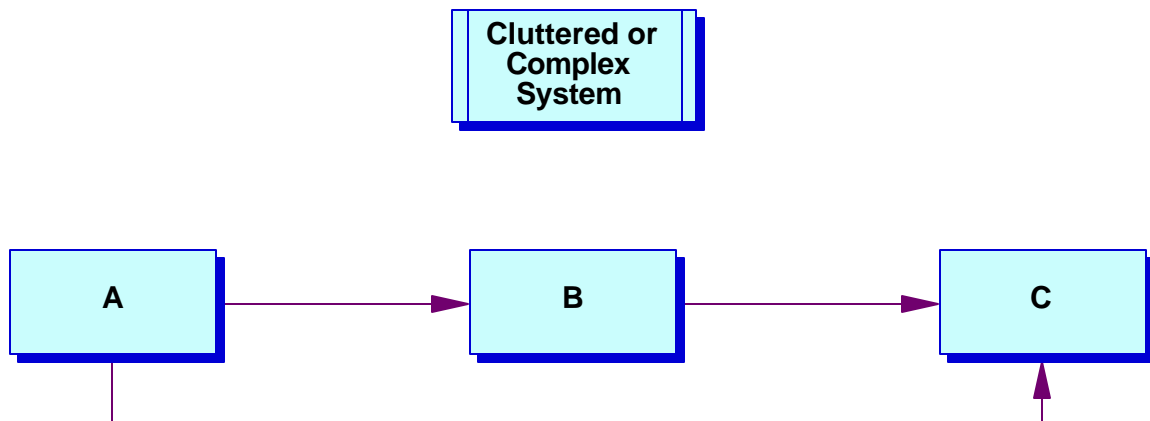 Cluttered or
Complex
System
A
B
C